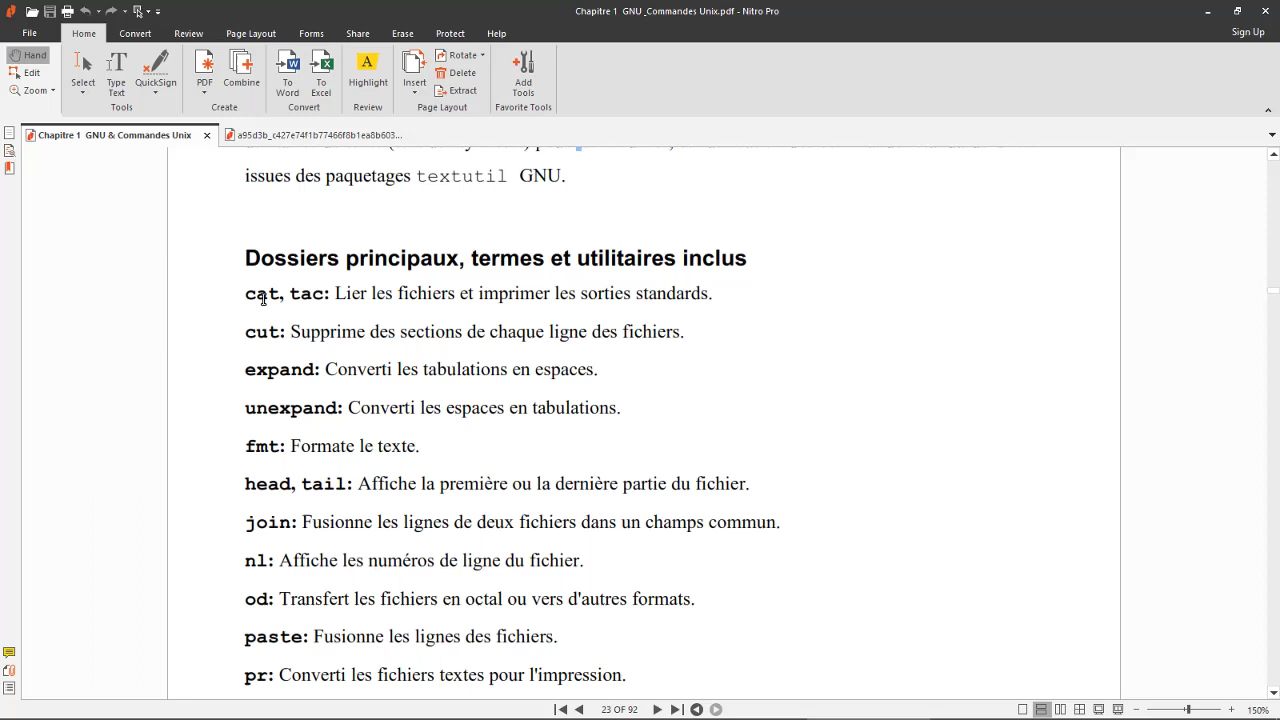 Chapitre 1  GNU _Commandes Unix.pdf - Nitro Pro
File Home Convert Review Page Layout Forms Share Erase Protect Help Sign Up
Hand
Edit
Zoom
Select
Type Text
QuickSign
Tools
PDF
Combine
Create
To Word
To Excel
Convert
Highlight
Review
Insert
Rotate
Delete
Extract
Page Layout
Add Tools
Favorite Tools
Chapitre 1  GNU & Commandes Unix
a95d3b_c427e74f1b77466f8b1ea8b603...
issues des paquetages textutil GNU.
Dossiers principaux, termes et utilitaires inclus
cat, tac: Lier les fichiers et imprimer les sorties standards.
cut: Supprime des sections de chaque ligne des fichiers.
expand: Converti les tabulations en espaces.
unexpand: Converti les espaces en tabulations.
fmt: Formate le texte.
head, tail: Affiche la première ou la dernière partie du fichier.
join: Fusionne les lignes de deux fichiers dans un champs commun.
nl: Affiche les numéros de ligne du fichier.
od: Transfert les fichiers en octal ou vers d'autres formats.
paste: Fusionne les lignes des fichiers.
pr: Converti les fichiers textes pour l'impression.
23 OF 92
150%